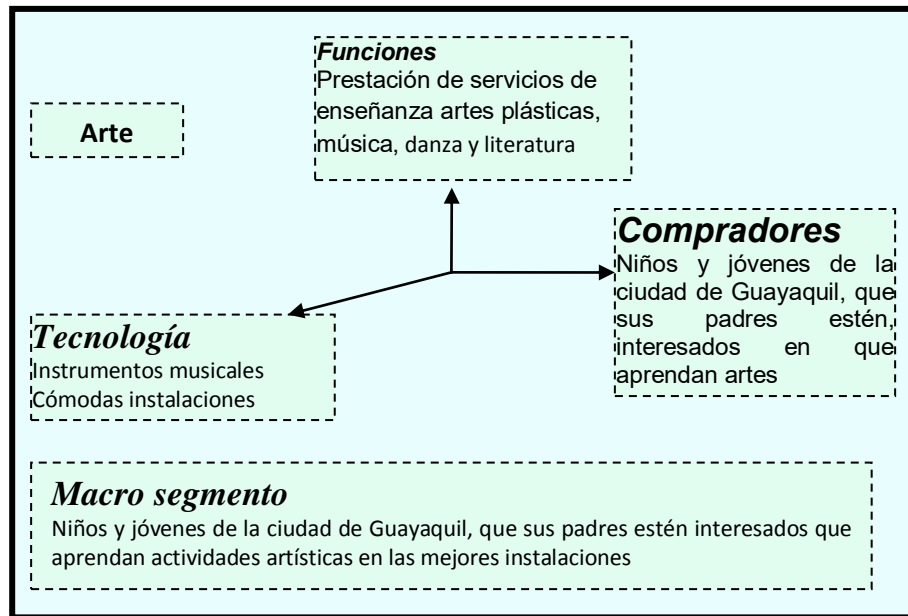 Funciones
Prestación de servicios de
enseñanza artes plásticas,
música, danza y literatura
Arte
Compradores
Niños y jóvenes de la
ciudad de Guayaquil, que
sus padres estén,
interesados en que
aprendan artes
Tecnología
Instrumentos musicales
Cómodas instalaciones
Macro segmento
Niños y jóvenes de la ciudad de Guayaquil, que sus padres estén interesados que
aprendan actividades artísticas en las mejores instalaciones